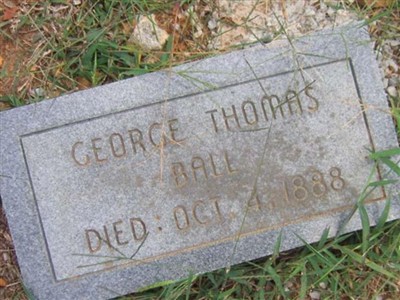 GEORGE THOMAS
BALL
DIED: OCT. 4, 1888